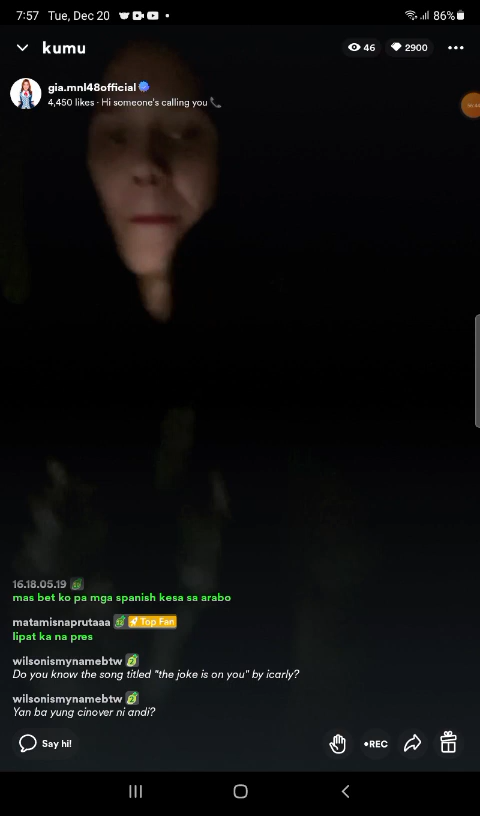 7:57 Tue, Dec 20 • 86%
kumu 46 2900
gia.mnl48official
4,450 likes · Hi someone's calling you 📞
16.18.05.19
mas bet ko pa mga spanish kesa sa arabo
matamisnaprutaaa Top Fan
lipat ka na pres
wilsonismynamebtw 2
Do you know the song titled "the joke is on you" by icarly?
wilsonismynamebtw 2
Yan ba yung cinover ni andi?
Say hi! •REC